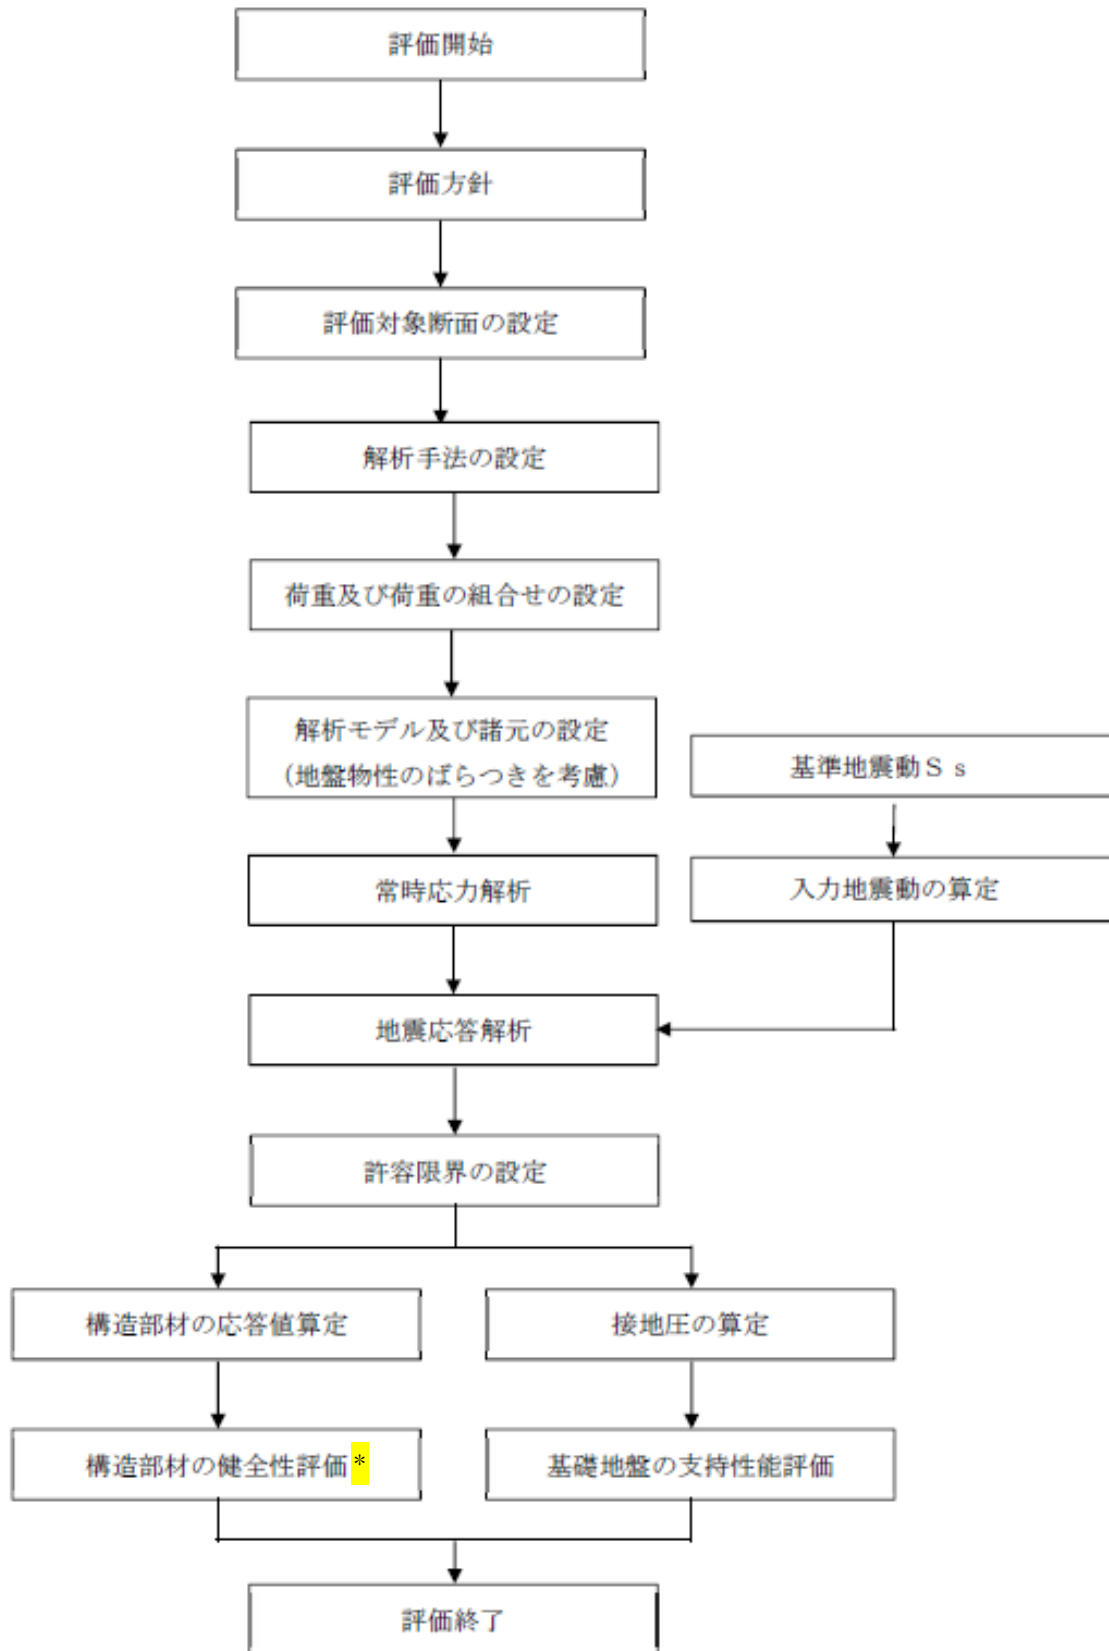 評価開始
評価方針
評価対象断面の設定
解析手法の設定
荷重及び荷重の組合せの設定
解析モデル及び諸元の設定
（地盤物性のばらつきを考慮）
基準地震動Ｓｓ
常時応力解析
入力地震動の算定
地震応答解析
許容限界の設定
構造部材の応答値算定
接地圧の算定
構造部材の健全性評価*
基礎地盤の支持性能評価
評価終了